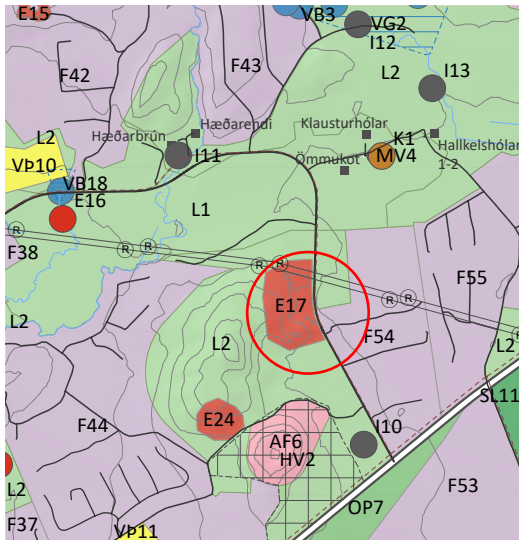 E15
VB3
VG2
I12
F42
F43
L2
I13
Hæðarendi
Klausturhólar
L2
Hæðarbrún
K1
Hallkelshólar
1-2
VÞ10
I11
Ömmukot
MV4
VB18
E16
L1
R
R
R
R
R
R
R
R
F38
F55
E17
L2
L2
F54
L2
SL11
E24
F44
AF6
HV2
I10
L2
F53
OP7
F37
VÞ11